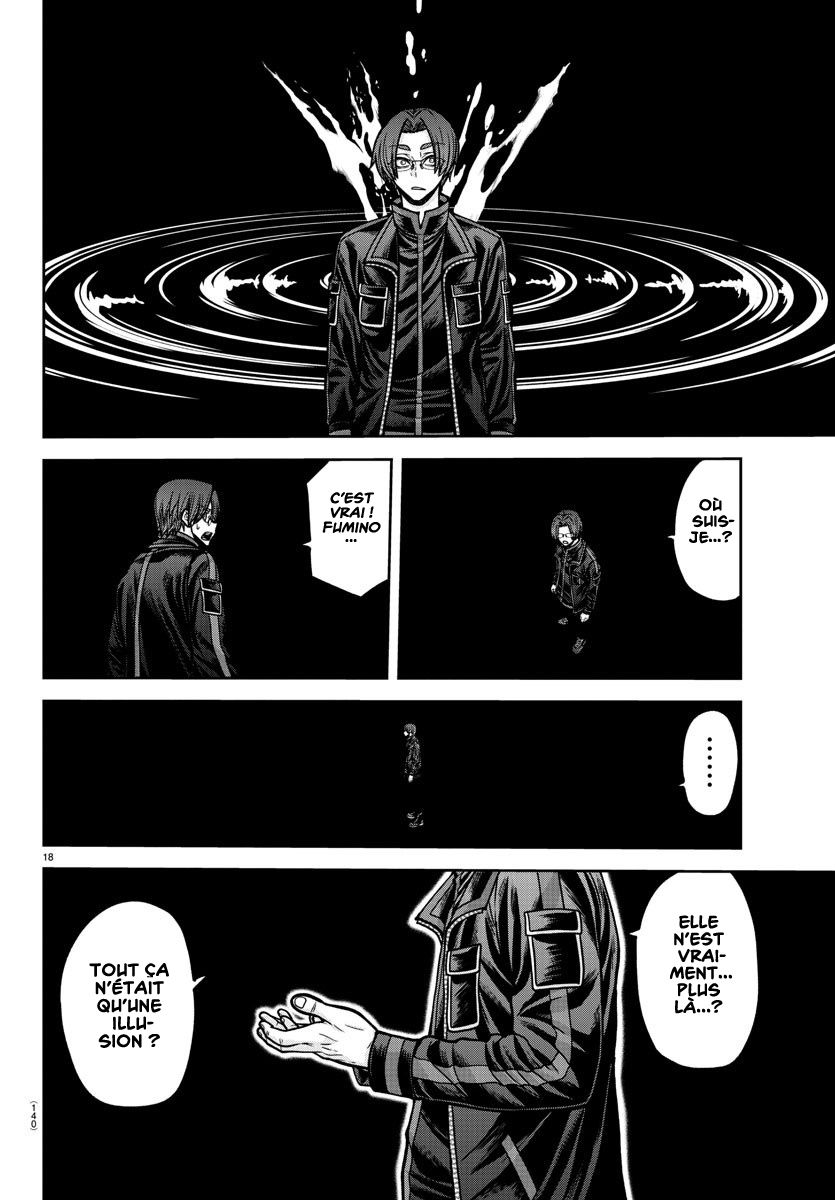 OÙ
SUIS-
JE...?
C'EST
VRAI !
FUMINO
...
......
18
ELLE
N'EST
VRAI-
MENT...
PLUS
LÀ...?
TOUT ÇA
N'ÉTAIT
QU'UNE
ILLU-
SION ?
(140)